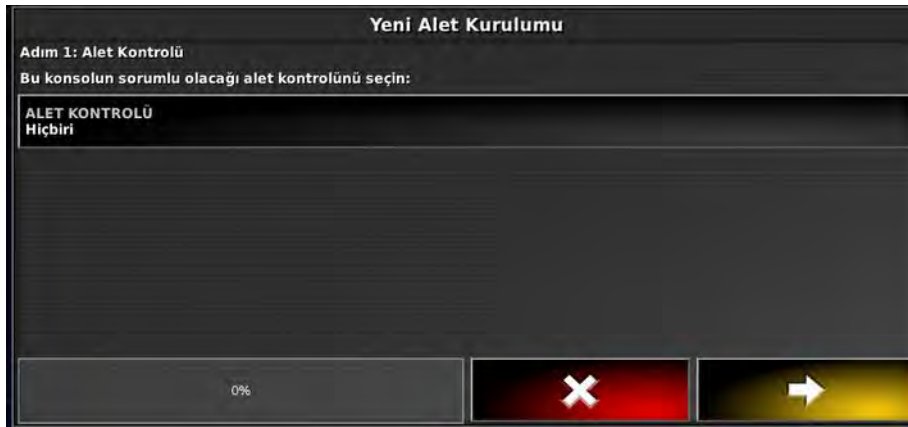 Yeni Alet Kurulumu
Adım 1: Alet Kontrolü
Bu konsolun sorumlu olacağı alet kontrolünü seçin:
ALET KONTROLÜ
Hiçbiri
0%